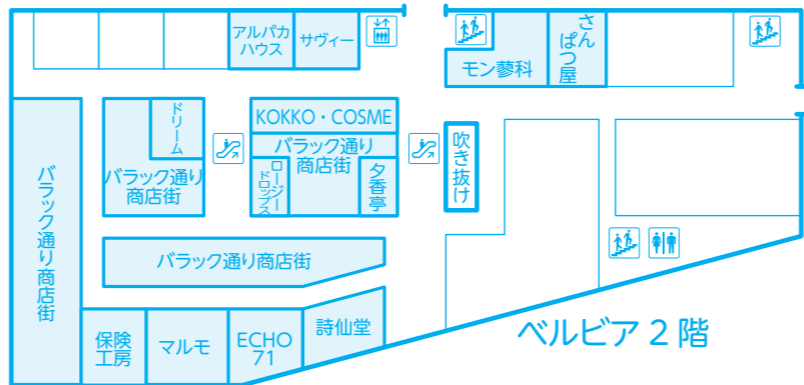 アルパカ
ハウス
サヴィー
モン蓼科
さん
ぱつ屋
バラック通り商店街
ドリーム
バラック通り
商店街
KOKKO・COSME
バラック通り
商店街
ロージー
ドロップス
夕香亭
吹き抜け
バラック通り商店街
保険
工房
マルモ
ECHO
71
詩仙堂
ベルビア 2 階